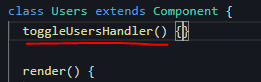 class Users extends Component {
toggleUsersHandler() {}
render() {